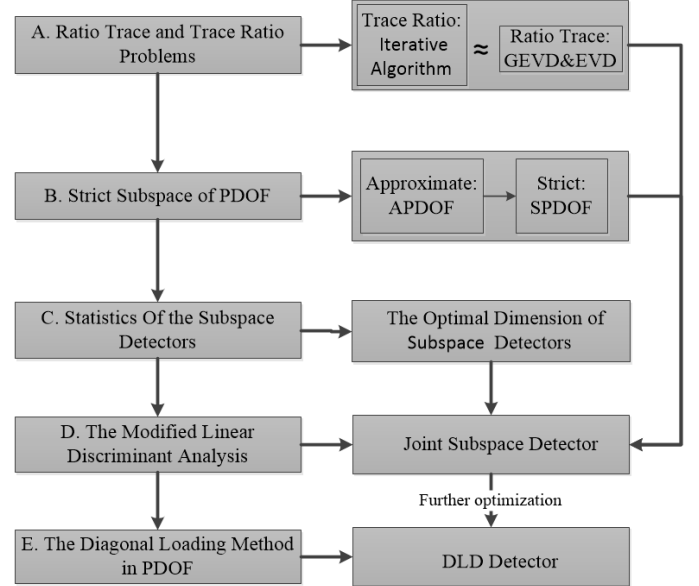 A. Ratio Trace and Trace Ratio
Problems
Trace Ratio:
Iterative
Algorithm
≈
Ratio Trace:
GEVD&EVD
B. Strict Subspace of PDOF
Approximate:
APDOF
Strict:
SPDOF
C. Statistics Of the Subspace
Detectors
The Optimal Dimension of
Subspace Detectors
D. The Modified Linear
Discriminant Analysis
Joint Subspace Detector
Further optimization
E. The Diagonal Loading Method
in PDOF
DLD Detector